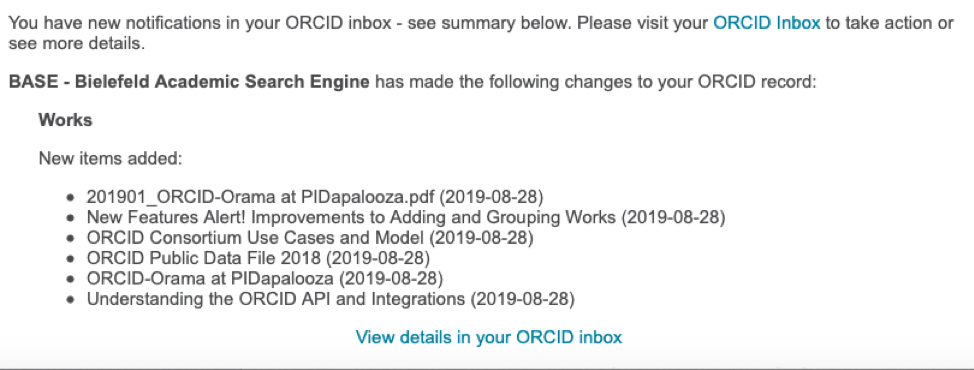 You have new notifications in your ORCID inbox - see summary below. Please visit your ORCID Inbox to take action or
see more details.
BASE - Bielefeld Academic Search Engine has made the following changes to your ORCID record:
Works
New items added:
• 201901_ORCID-Orama at PIDapalooza.pdf (2019-08-28)
• New Features Alert! Improvements to Adding and Grouping Works (2019-08-28)
• ORCID Consortium Use Cases and Model (2019-08-28)
• ORCID Public Data File 2018 (2019-08-28)
• ORCID-Orama at PIDapalooza (2019-08-28)
• Understanding the ORCID API and Integrations (2019-08-28)
View details in your ORCID inbox